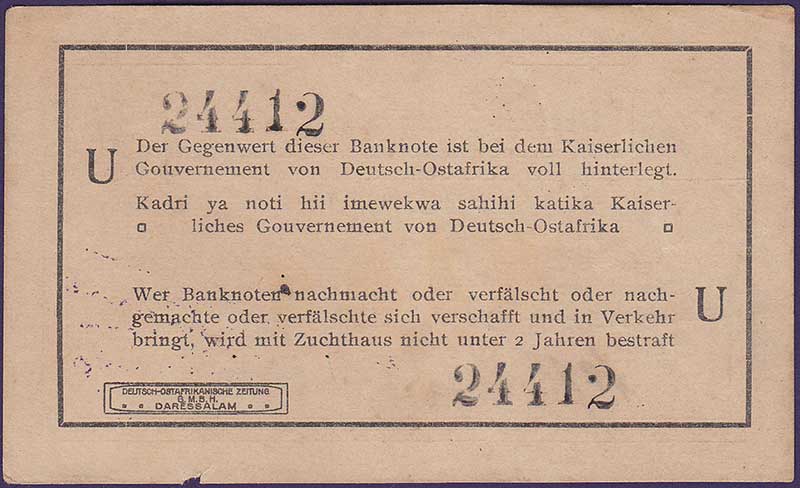 24412
U
Der Gegenwert dieser Banknote ist bei dem Kaiserlichen
Gouvernement von Deutsch-Ostafrika voll hinterlegt.
Kadri ya noti hii imewekwa sahihi katika Kaiser-
liches Gouvernement von Deutsch-Ostafrika
Wer Banknoten nachmacht oder verfälscht oder nach-
gemachte oder verfälschte sich verschafft und in Verkehr
bringt, wird mit Zuchthaus nicht unter 2 Jahren bestraft
U
24412
DEUTSCH-OSTAFRIKANISCHE ZEITUNG
G.M.B.H.
DARESSALAM